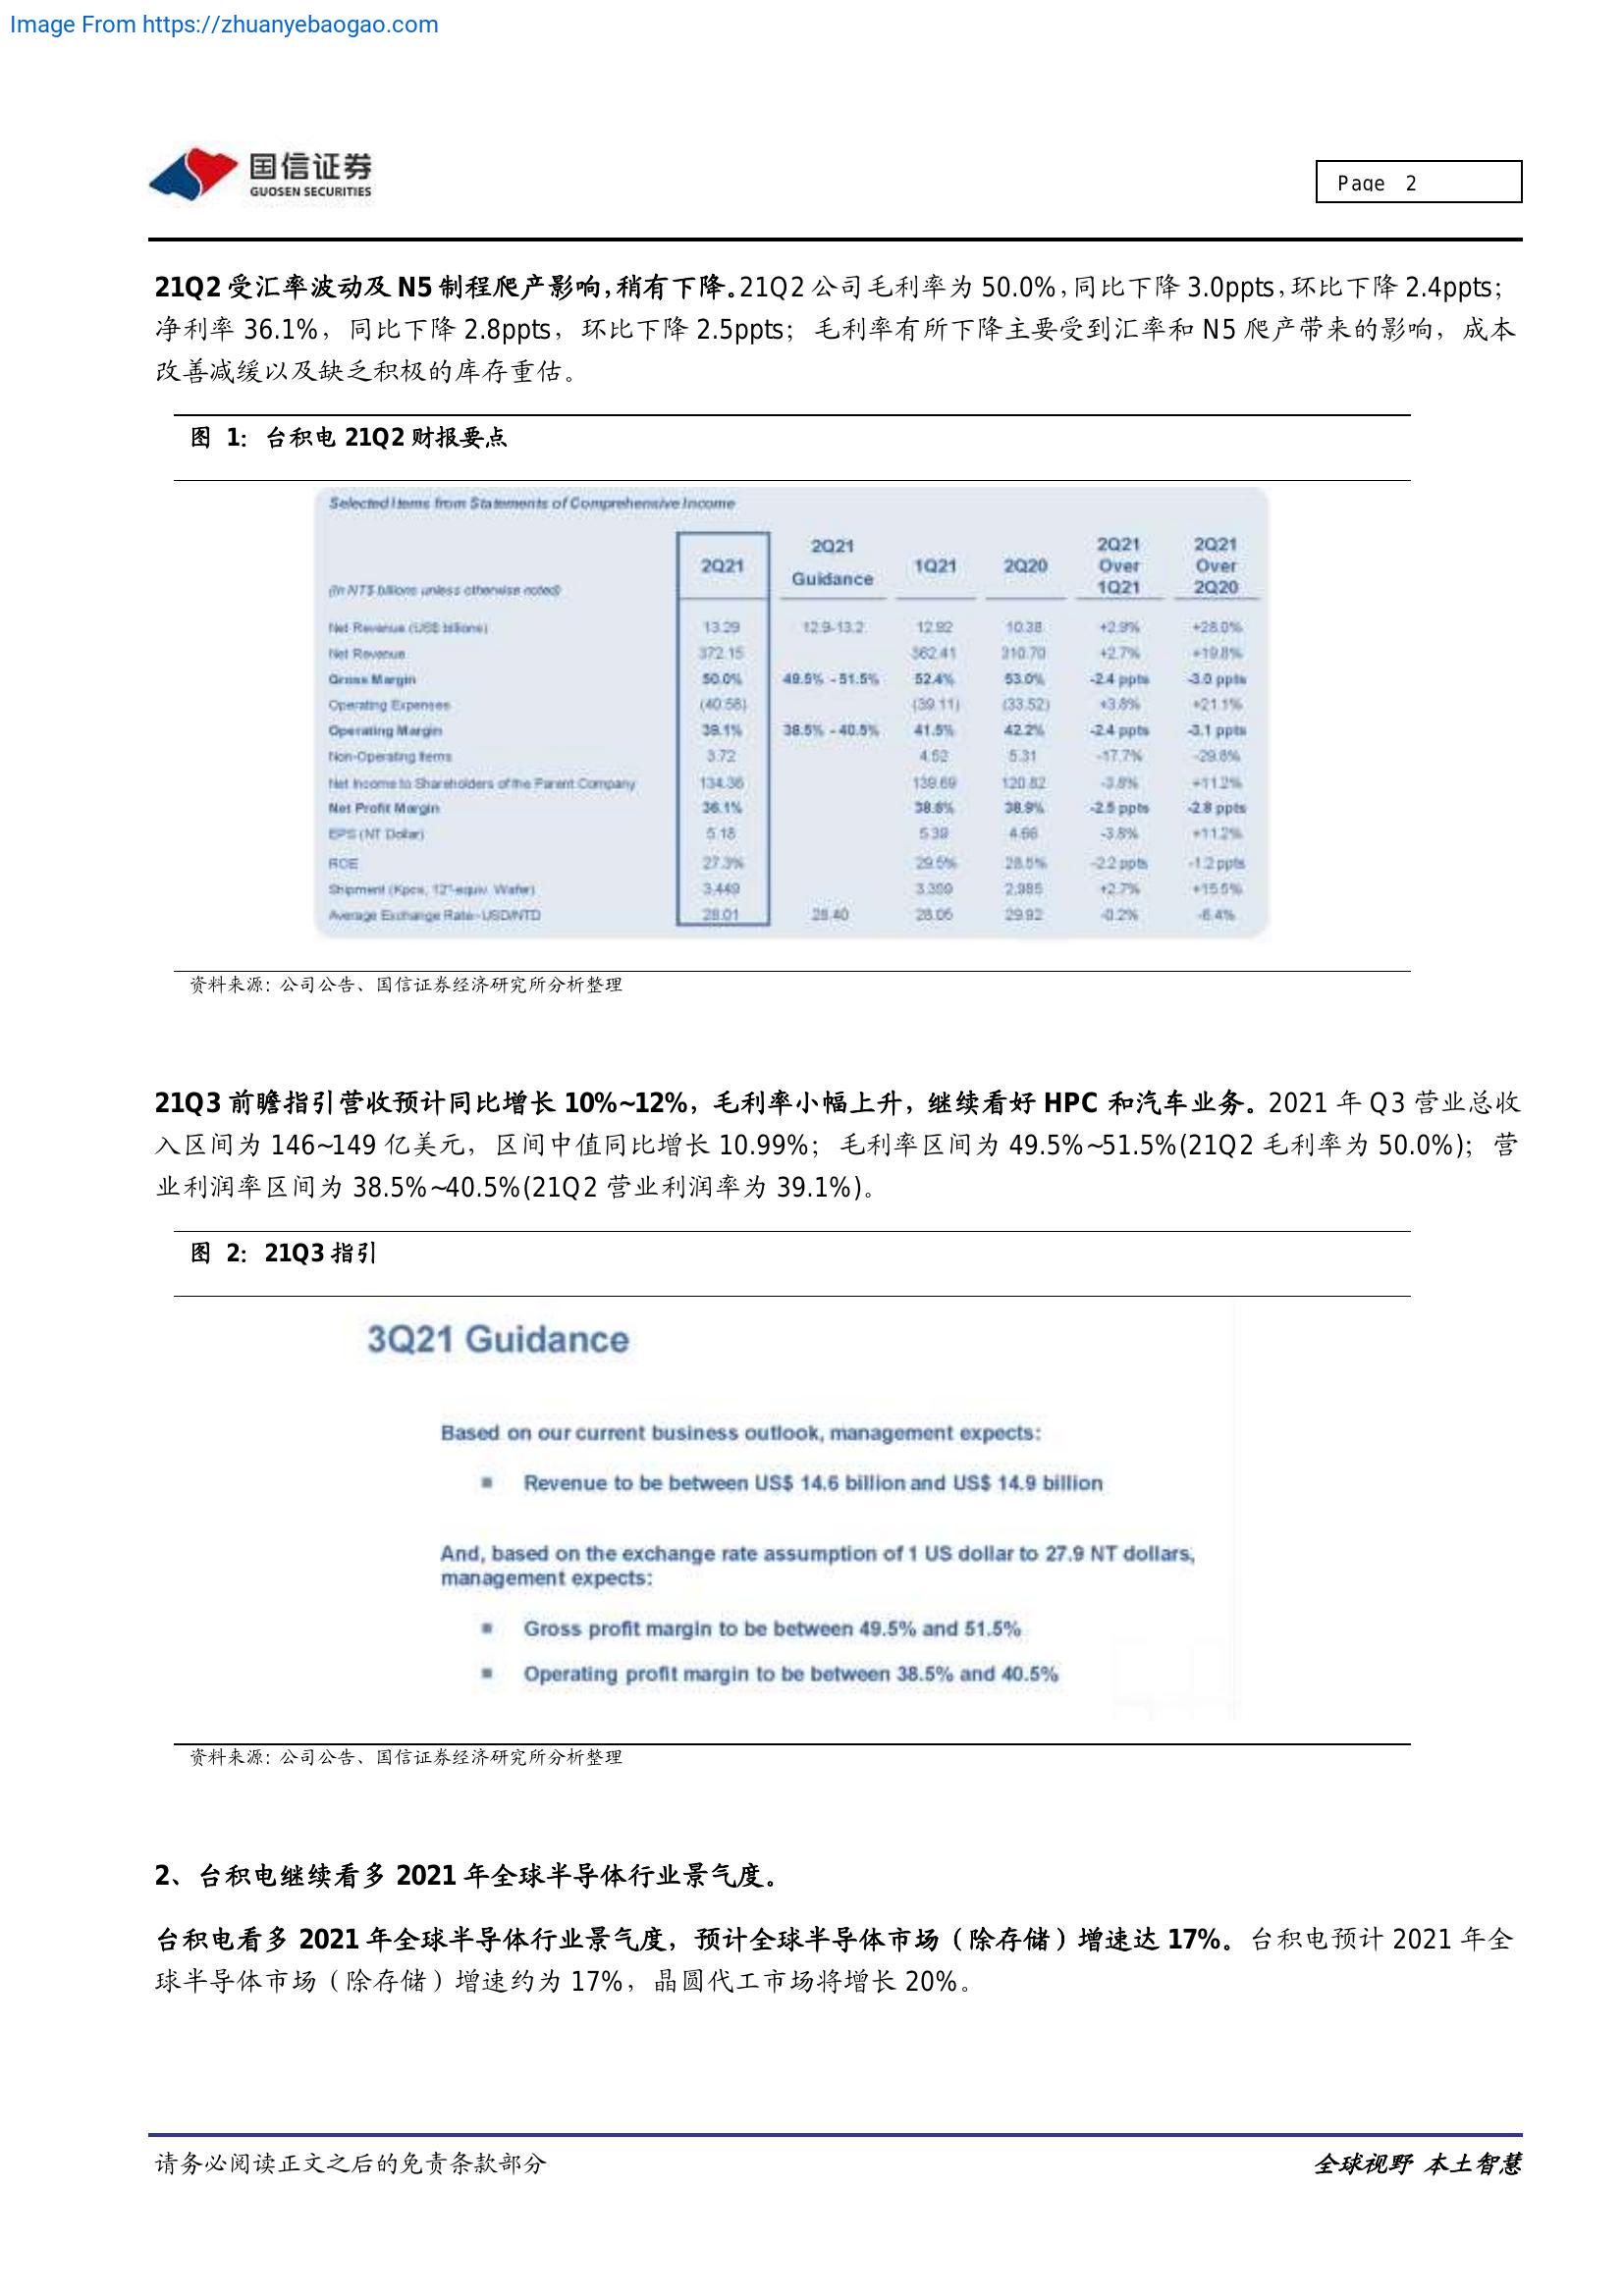 Image From https://zhuanyebaogao.com
国信证券
GUOSEN SECURITIES
Page 2
21Q2 受汇率波动及 N5 制程爬产影响，稍有下降。21Q2 公司毛利率为 50.0%，同比下降 3.0ppts，环比下降 2.4ppts；
净利率 36.1%，同比下降 2.8ppts，环比下降 2.5ppts；毛利率有所下降主要受到汇率和 N5 爬产带来的影响，成本
改善减缓以及缺乏积极的库存重估。
图 1：台积电 21Q2 财报要点
Selected Items from Statements of Comprehensive Income
(In NT$ billions unless otherwise noted) 2Q21 2Q21 Guidance 1Q21 2Q20 2Q21 Over 1Q21 2Q21 Over 2Q20
Net Revenue (US$ billions) 13.29 12.9-13.2 12.92 10.38 +2.9% +28.0%
Net Revenue 372.15 362.41 310.70 +2.7% +19.8%
Gross Margin 50.0% 49.5% - 51.5% 52.4% 53.0% -2.4 ppts -3.0 ppts
Operating Expenses (40.58) (39.11) (33.52) +3.8% +21.1%
Operating Margin 39.1% 38.5% - 40.5% 41.5% 42.2% -2.4 ppts -3.1 ppts
Non-Operating Items 3.72 4.52 5.31 -17.7% -29.8%
Net Income to Shareholders of the Parent Company 134.36 139.69 120.82 -3.8% +11.2%
Net Profit Margin 36.1% 38.6% 38.9% -2.5 ppts -2.8 ppts
EPS (NT Dollar) 5.18 5.39 4.66 -3.8% +11.2%
ROE 27.3% 29.5% 28.5% -2.2 ppts -1.2 ppts
Shipment (Kpcs, 12"-equiv. Wafer) 3,449 3,359 2,985 +2.7% +15.5%
Average Exchange Rate--USD/NTD 28.01 28.40 28.06 29.92 -0.2% -6.4%
资料来源：公司公告、国信证券经济研究所分析整理
21Q3 前瞻指引营收预计同比增长 10%~12%，毛利率小幅上升，继续看好 HPC 和汽车业务。2021 年 Q3 营业总收
入区间为 146~149 亿美元，区间中值同比增长 10.99%；毛利率区间为 49.5%~51.5%(21Q2 毛利率为 50.0%)；营
业利润率区间为 38.5%~40.5%(21Q2 营业利润率为 39.1%)。
图 2：21Q3 指引
3Q21 Guidance
Based on our current business outlook, management expects:
■ Revenue to be between US$ 14.6 billion and US$ 14.9 billion
And, based on the exchange rate assumption of 1 US dollar to 27.9 NT dollars,
management expects:
■ Gross profit margin to be between 49.5% and 51.5%
■ Operating profit margin to be between 38.5% and 40.5%
资料来源：公司公告、国信证券经济研究所分析整理
2、台积电继续看多 2021 年全球半导体行业景气度。
台积电看多 2021 年全球半导体行业景气度，预计全球半导体市场（除存储）增速达 17%。台积电预计 2021 年全
球半导体市场（除存储）增速约为 17%，晶圆代工市场将增长 20%。
请务必阅读正文之后的免责条款部分
全球视野 本土智慧